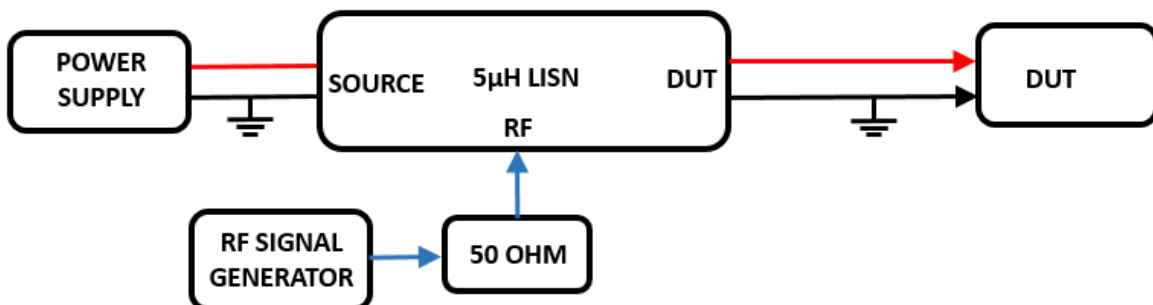 POWER
SUPPLY
SOURCE
5µH LISN
DUT
RF
DUT
RF SIGNAL
GENERATOR
50 OHM